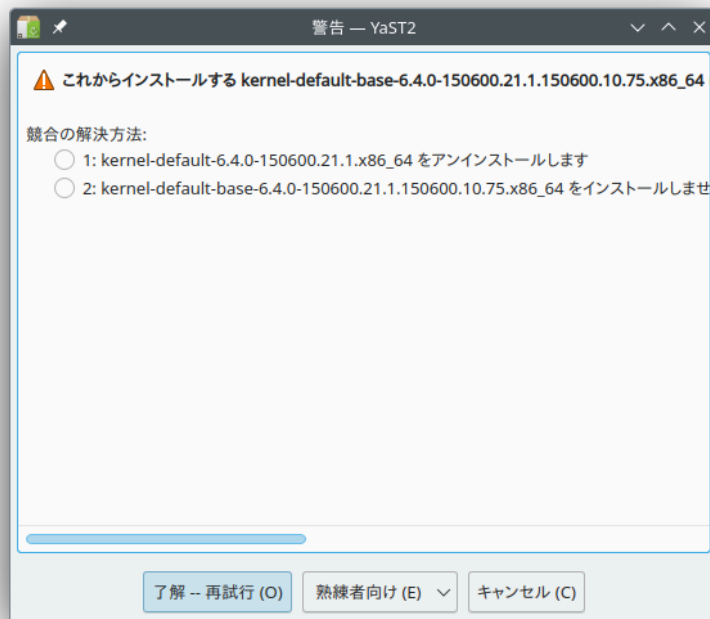 警告 — YaST2
これからインストールする kernel-default-base-6.4.0-150600.21.1.150600.10.75.x86_64
競合の解決方法:
1: kernel-default-6.4.0-150600.21.1.x86_64 をアンインストールします
2: kernel-default-base-6.4.0-150600.21.1.150600.10.75.x86_64 をインストールしませ
了解 -- 再試行 (O)
熟練者向け (E)
キャンセル (C)